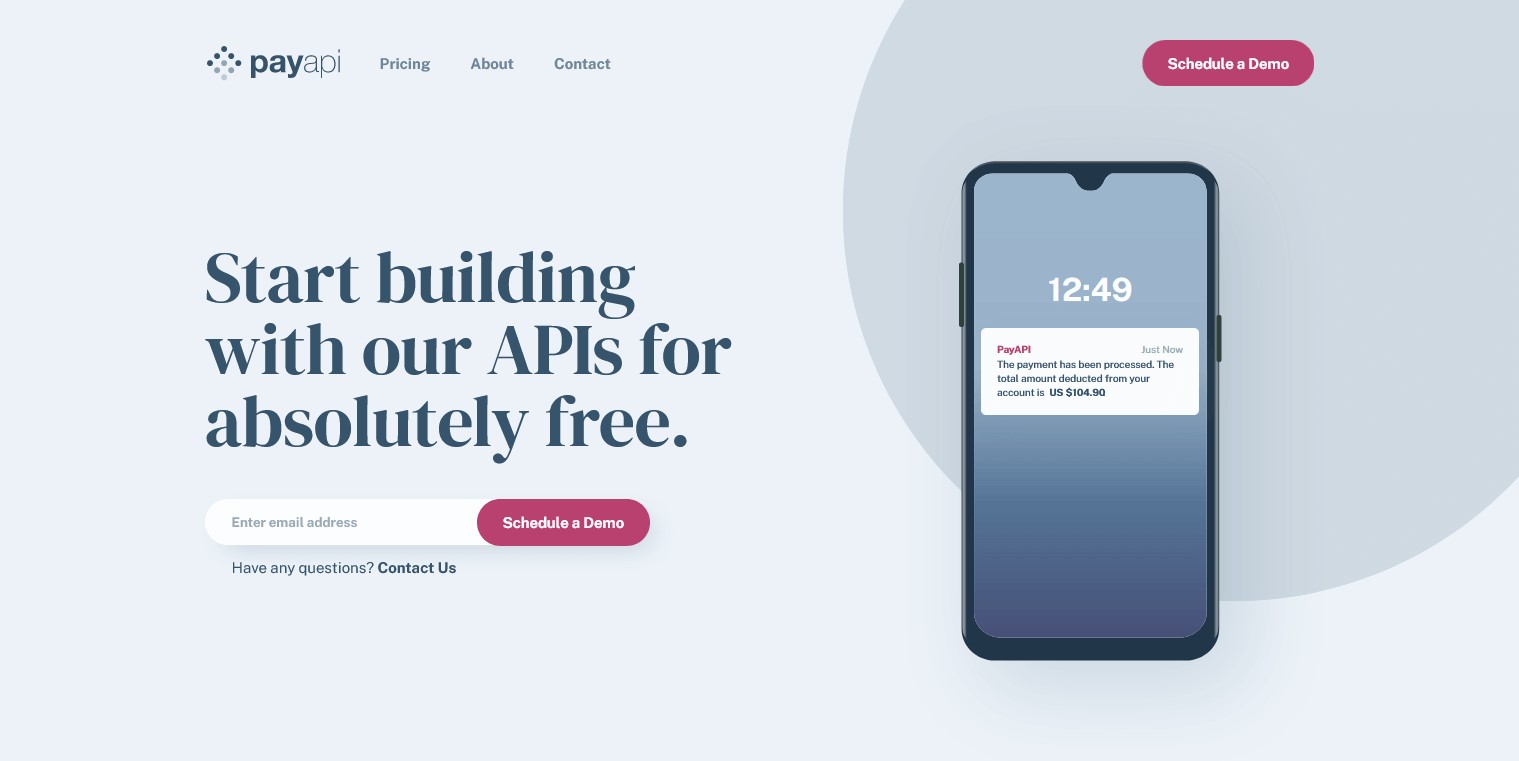 payapi
Pricing
About
Contact
Schedule a Demo
Start building
with our APIs for
absolutely free.
Enter email address
Schedule a Demo
Have any questions? Contact Us
12:49
PayAPI
Just Now
The payment has been processed. The
total amount deducted from your
account is US $104.90